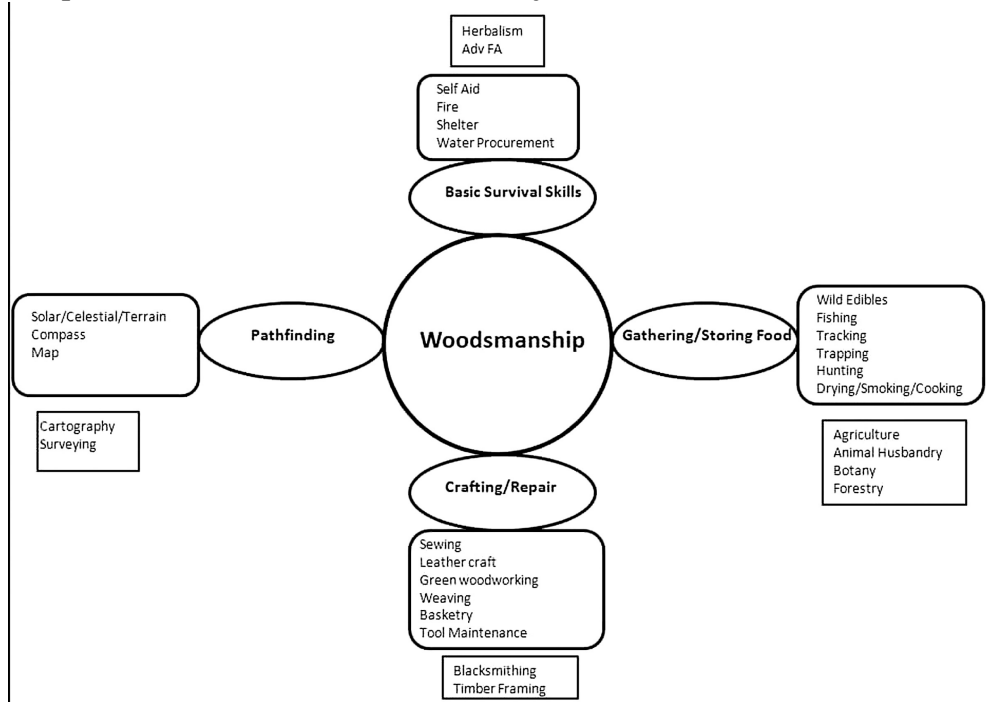 Herbalism
Adv FA
Self Aid
Fire
Shelter
Water Procurement
Basic Survival Skills
Solar/Celestial/Terrain
Compass
Map
Pathfinding
Woodsmanship
Gathering/Storing Food
Wild Edibles
Fishing
Tracking
Trapping
Hunting
Drying/Smoking/Cooking
Cartography
Surveying
Agriculture
Animal Husbandry
Botany
Forestry
Crafting/Repair
Sewing
Leather craft
Green woodworking
Weaving
Basketry
Tool Maintenance
Blacksmithing
Timber Framing